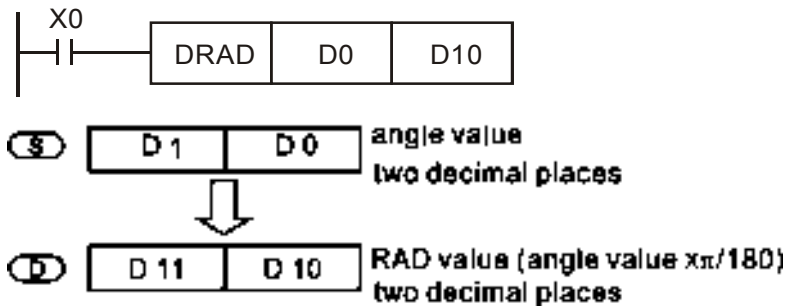 X0
DRAD D0 D10
S D 1 D 0 angle value
two decimal places
D D 11 D 10 RAD value (angle value xπ/180)
two decimal places